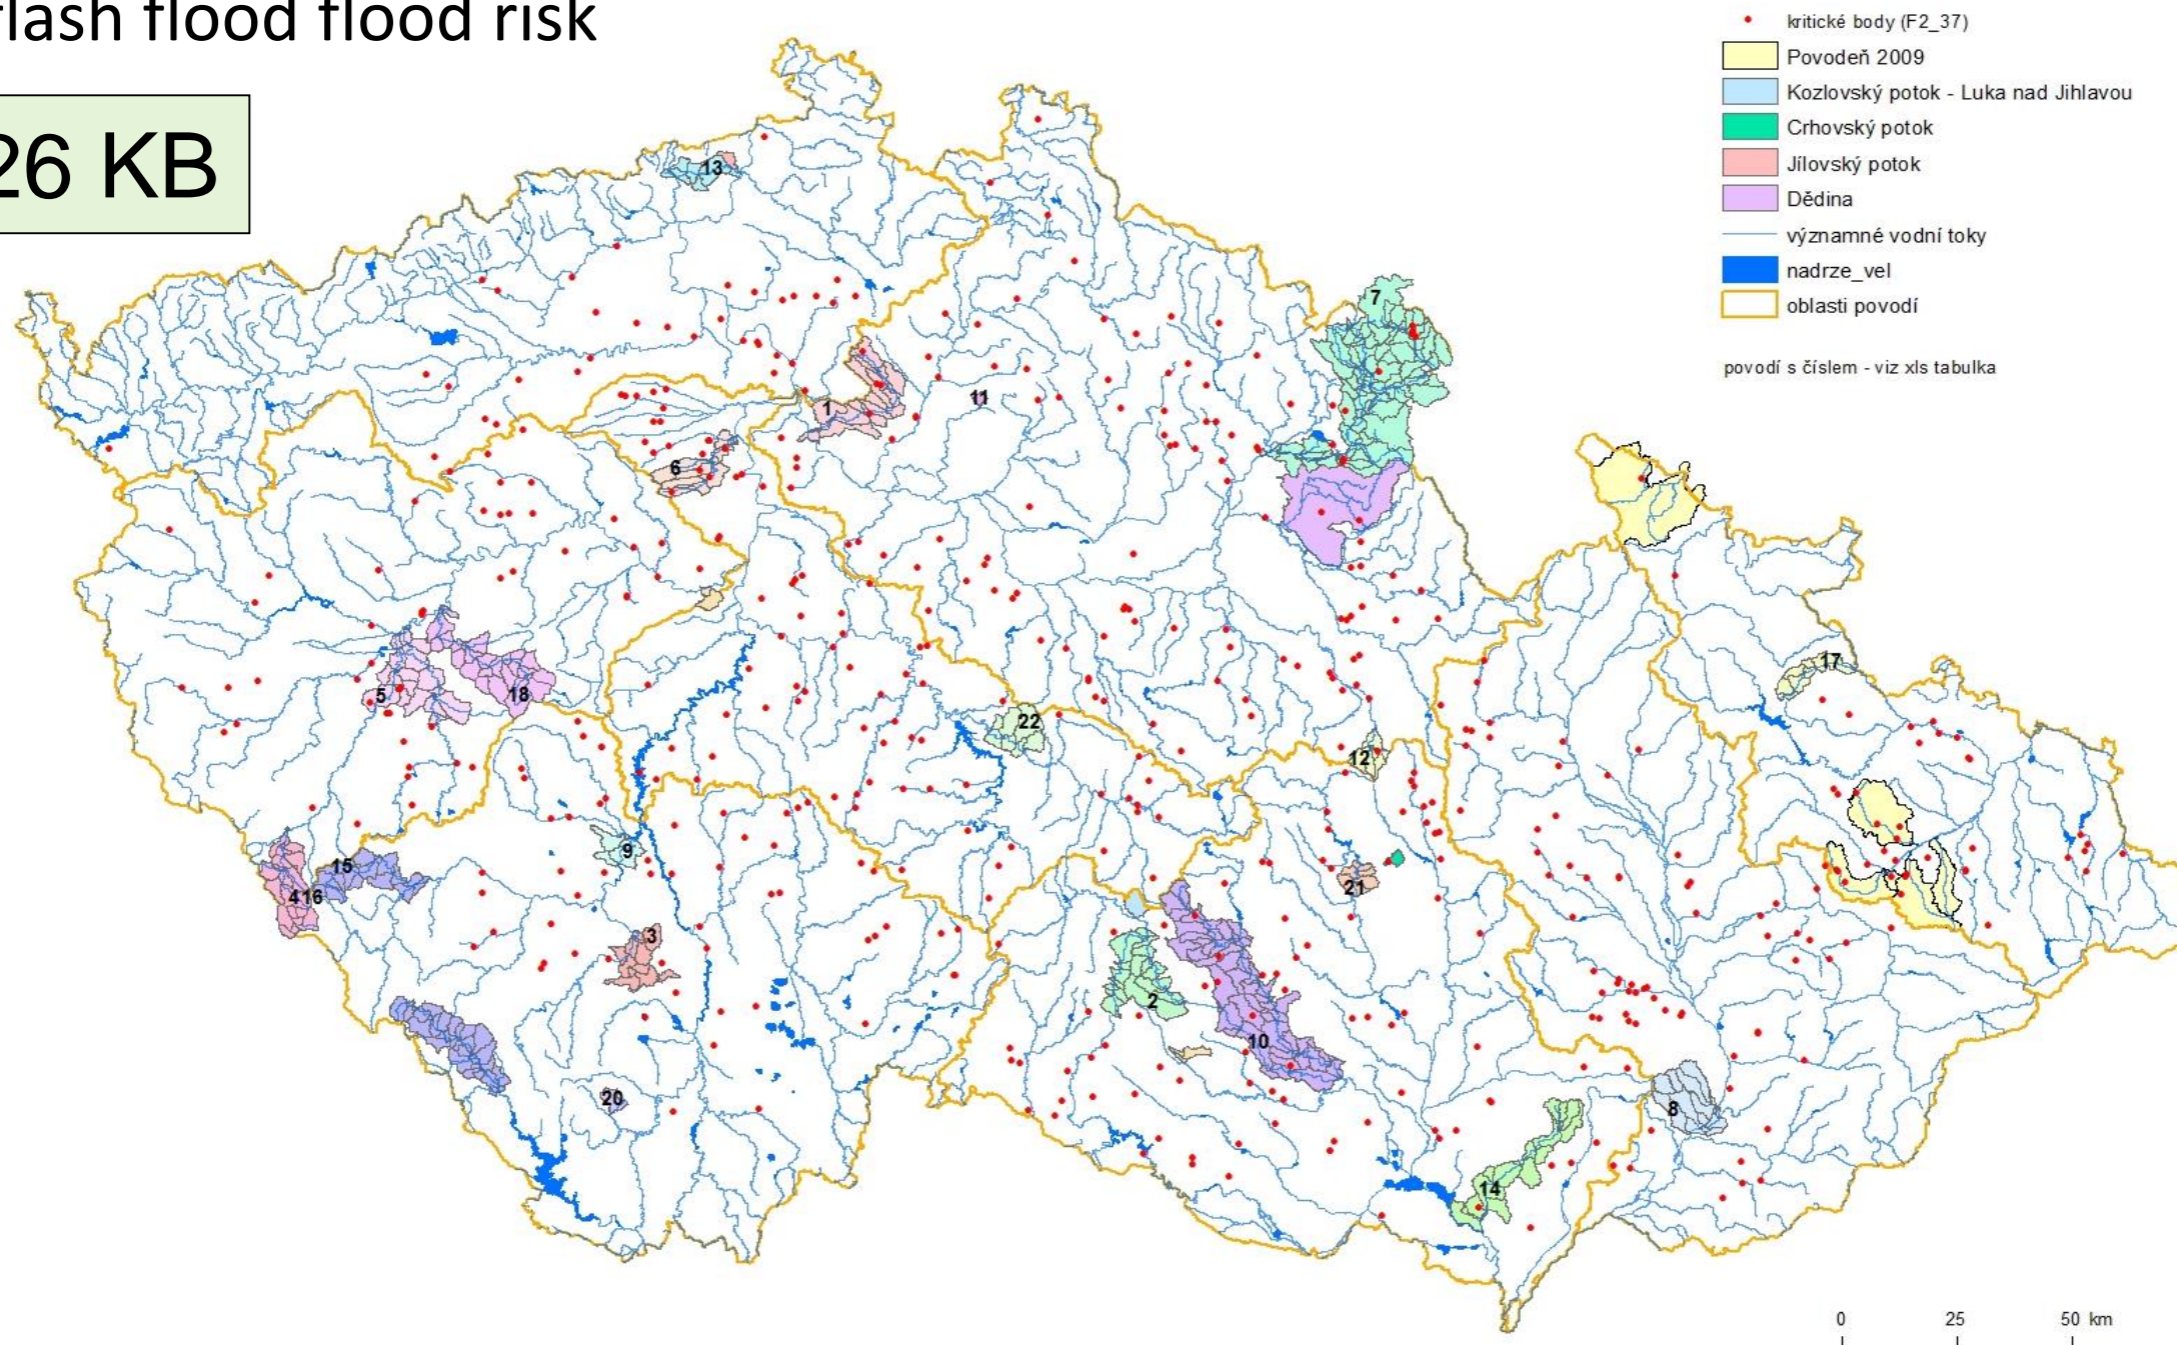 flash flood flood risk
26 KB
kritické body (F2_37)
Povodeň 2009
Kozlovský potok - Luka nad Jihlavou
Crhovský potok
Jílovský potok
Dědina
významné vodní toky
nadrze_vel
oblasti povodí
povodí s číslem - viz xls tabulka
13
7
1
11
6
17
5
18
22
12
9
15
4 16
21
3
2
10
20
8
14
0 25 50 km